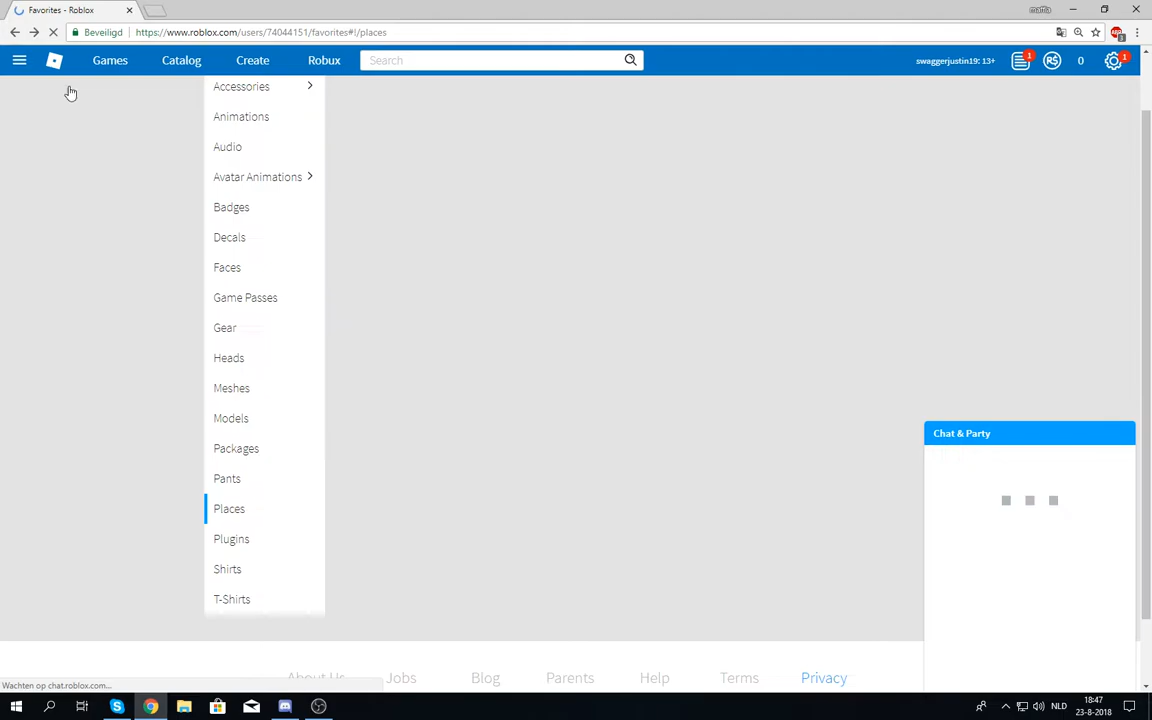 Favorites - Roblox
maffia
Beveiligd
https://www.roblox.com/users/74044151/favorites#!/places
Games
Catalog
Create
Robux
Search
swaggerjustin19: 13+
1
R$
0
1
Accessories
Animations
Audio
Avatar Animations
Badges
Decals
Faces
Game Passes
Gear
Heads
Meshes
Models
Packages
Pants
Places
Plugins
Shirts
T-Shirts
Chat & Party
About Us
Jobs
Blog
Parents
Help
Terms
Privacy
Wachten op chat.roblox.com...
NLD
18:47
23-8-2018